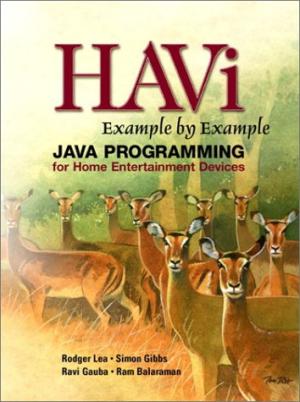 HAVi
Example by Example
JAVA PROGRAMMING
for Home Entertainment Devices
Rodger Lea • Simon Gibbs
Ravi Gauba • Ram Balaraman